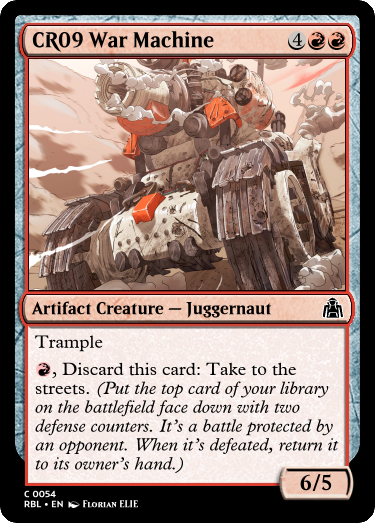 CR09 War Machine 4
Artifact Creature — Juggernaut
Trample
, Discard this card: Take to the
streets. (Put the top card of your library
on the battlefield face down with two
defense counters. It's a battle protected by
an opponent. When it's defeated, return it
to its owner's hand.)
6/5
C 0054
RBL • EN Florian ELIE